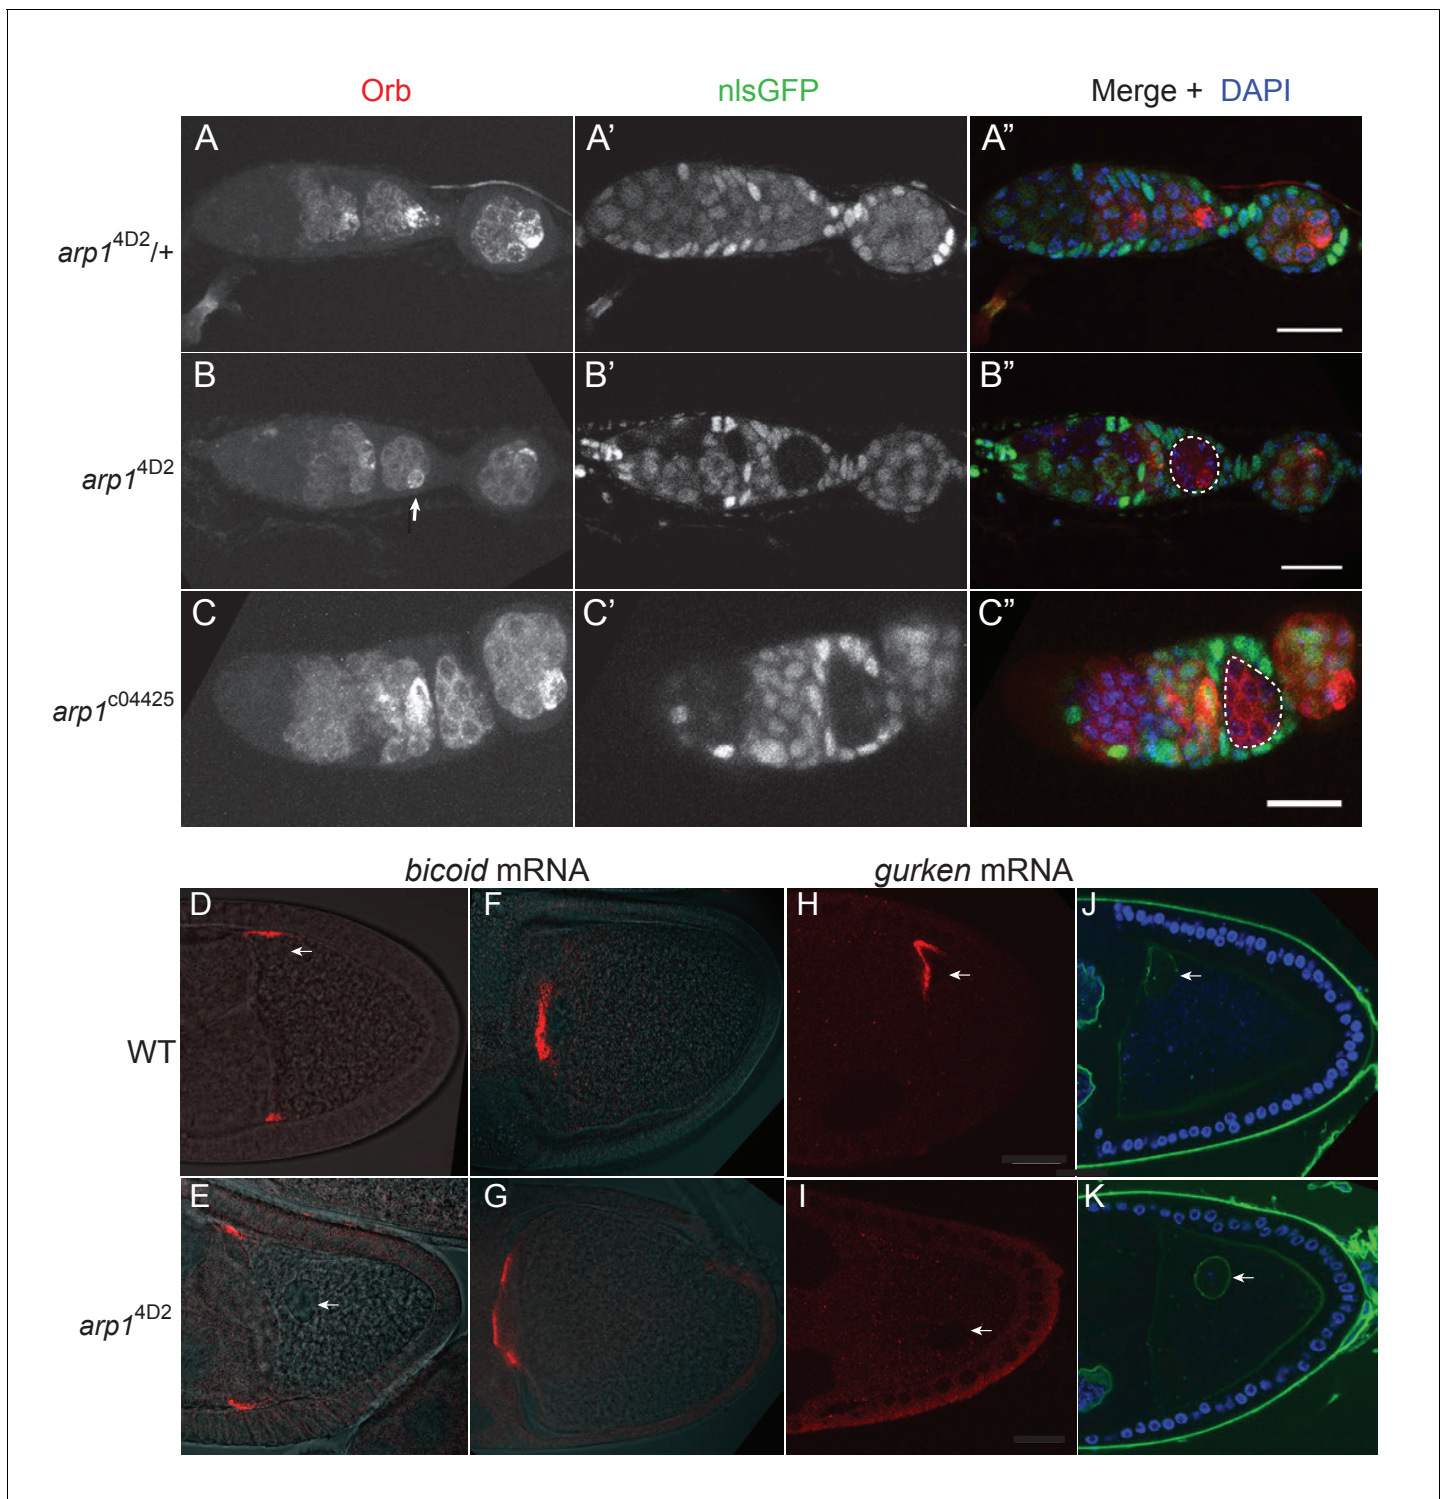 Orb nlsGFP Merge + DAPI
A A' A"
arp1^4D2/+
B B' B"
arp1^4D2
C C' C"
arp1^c04425
bicoid mRNA gurken mRNA
D F H J
WT
E G I K
arp1^4D2